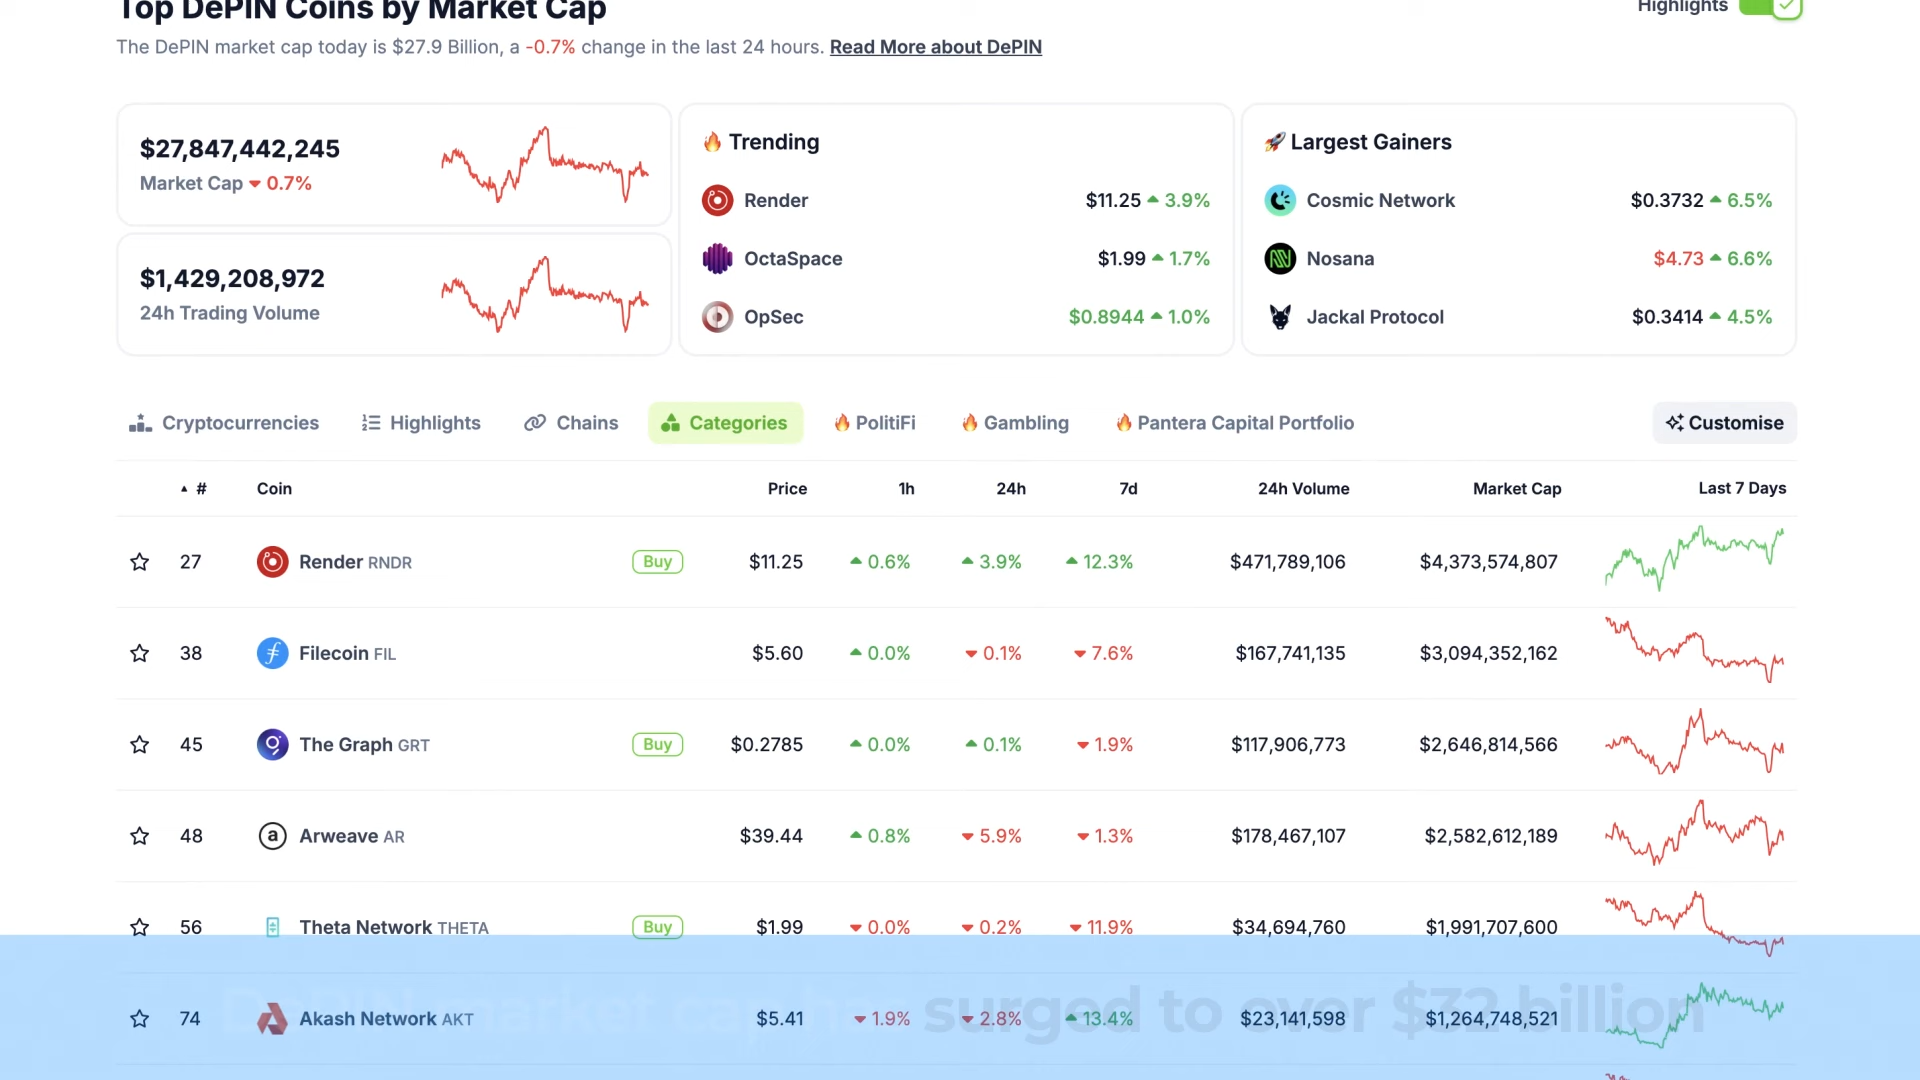 Top DePIN Coins by Market Cap
Highlights
The DePIN market cap today is $27.9 Billion, a -0.7% change in the last 24 hours. Read More about DePIN
$27,847,442,245
Market Cap 0.7%
$1,429,208,972
24h Trading Volume
Trending
Render $11.25 3.9%
OctaSpace $1.99 1.7%
OpSec $0.8944 1.0%
Largest Gainers
Cosmic Network $0.3732 6.5%
Nosana $4.73 6.6%
Jackal Protocol $0.3414 4.5%
Cryptocurrencies Highlights Chains Categories PolitiFi Gambling Pantera Capital Portfolio Customise
# Coin Price 1h 24h 7d 24h Volume Market Cap Last 7 Days
27 Render RNDR Buy $11.25 0.6% 3.9% 12.3% $471,789,106 $4,373,574,807
38 Filecoin FIL $5.60 0.0% 0.1% 7.6% $167,741,135 $3,094,352,162
45 The Graph GRT Buy $0.2785 0.0% 0.1% 1.9% $117,906,773 $2,646,814,566
48 Arweave AR $39.44 0.8% 5.9% 1.3% $178,467,107 $2,582,612,189
56 Theta Network THETA Buy $1.99 0.0% 0.2% 11.9% $34,694,760 $1,991,707,600
74 Akash Network AKT $5.41 1.9% 2.8% 13.4% $23,141,598 $1,264,748,521
DePIN market cap has surged to over $32 billion